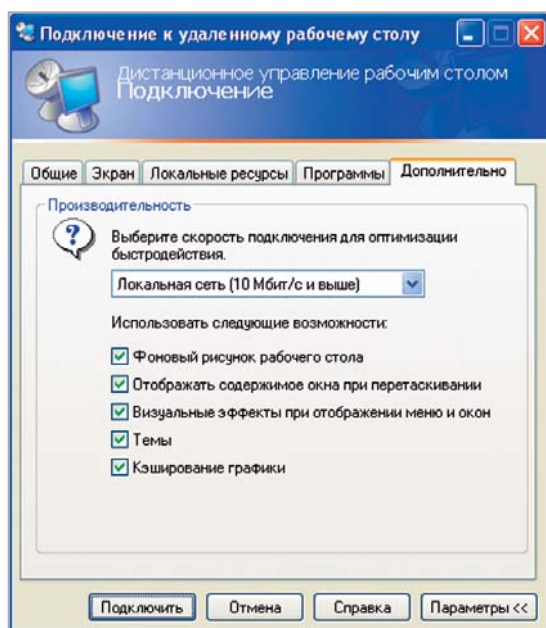 Подключение к удаленному рабочему столу
Дистанционное управление рабочим столом
Подключение
Общие Экран Локальные ресурсы Программы Дополнительно
Производительность
Выберите скорость подключения для оптимизации
быстродействия.
Локальная сеть (10 Мбит/с и выше)
Использовать следующие возможности:
Фоновый рисунок рабочего стола
Отображать содержимое окна при перетаскивании
Визуальные эффекты при отображении меню и окон
Темы
Кэширование графики
Подключить Отмена Справка Параметры <<